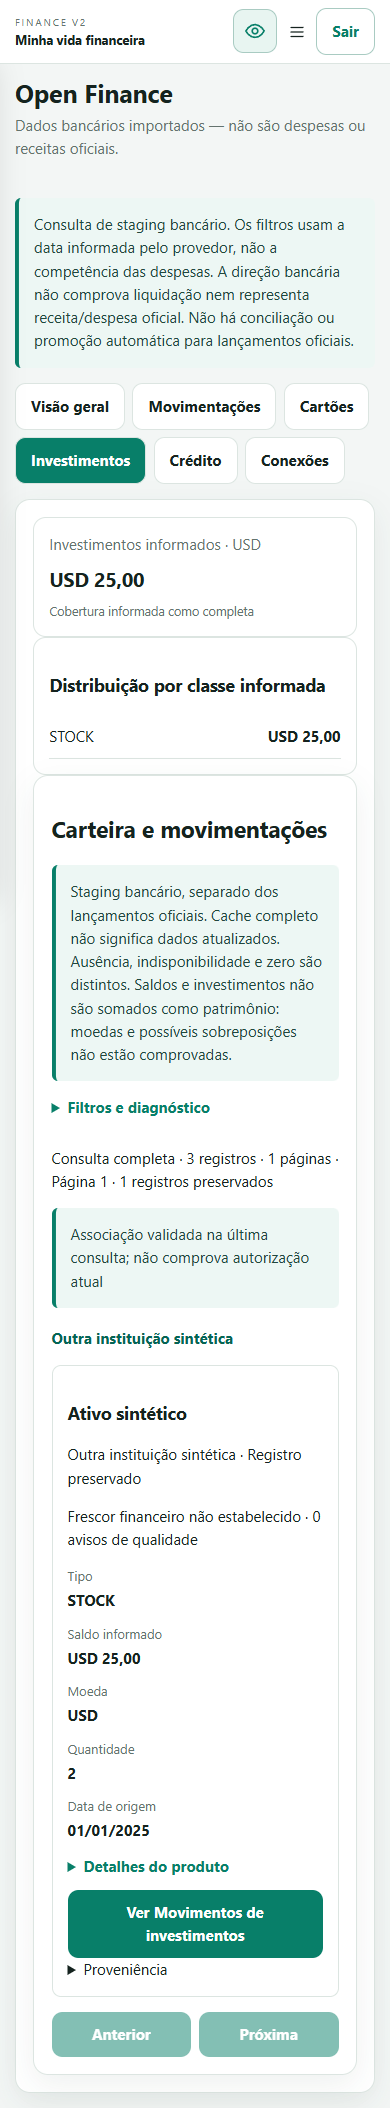 FINANCE V2
Minha vida financeira
Sair
Open Finance
Dados bancários importados — não são despesas ou
receitas oficiais.
Consulta de staging bancário. Os filtros usam a
data informada pelo provedor, não a
competência das despesas. A direção bancária
não comprova liquidação nem representa
receita/despesa oficial. Não há conciliação ou
promoção automática para lançamentos oficiais.
Visão geral
Movimentações
Cartões
Investimentos
Crédito
Conexões
Investimentos informados · USD
USD 25,00
Cobertura informada como completa
Distribuição por classe informada
STOCK USD 25,00
Carteira e movimentações
Staging bancário, separado dos
lançamentos oficiais. Cache completo
não significa dados atualizados.
Ausência, indisponibilidade e zero são
distintos. Saldos e investimentos não
são somados como patrimônio:
moedas e possíveis sobreposições
não estão comprovadas.
Filtros e diagnóstico
Consulta completa · 3 registros · 1 páginas ·
Página 1 · 1 registros preservados
Associação validada na última
consulta; não comprova autorização
atual
Outra instituição sintética
Ativo sintético
Outra instituição sintética · Registro
preservado
Frescor financeiro não estabelecido · 0
avisos de qualidade
Tipo
STOCK
Saldo informado
USD 25,00
Moeda
USD
Quantidade
2
Data de origem
01/01/2025
Detalhes do produto
Ver Movimentos de
investimentos
Proveniência
Anterior
Próxima